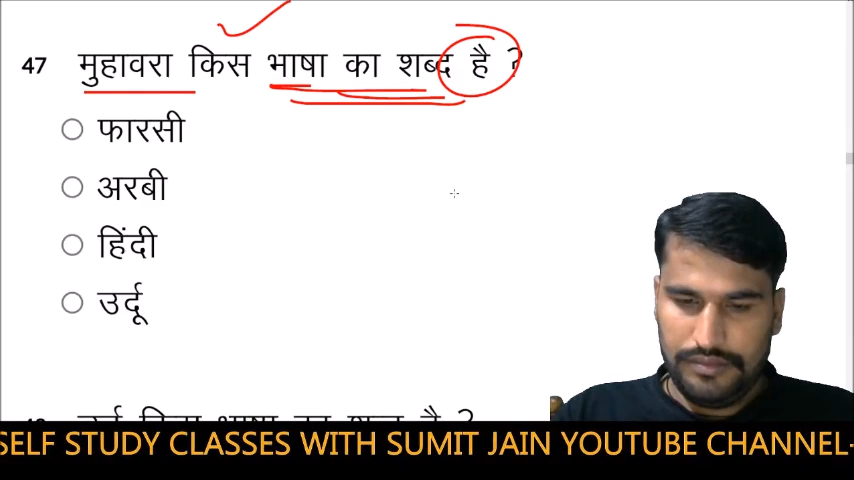 47 मुहावरा किस भाषा का शब्द है ?
फारसी
अरबी
हिंदी
उर्दू
SELF STUDY CLASSES WITH SUMIT JAIN YOUTUBE CHANNEL-